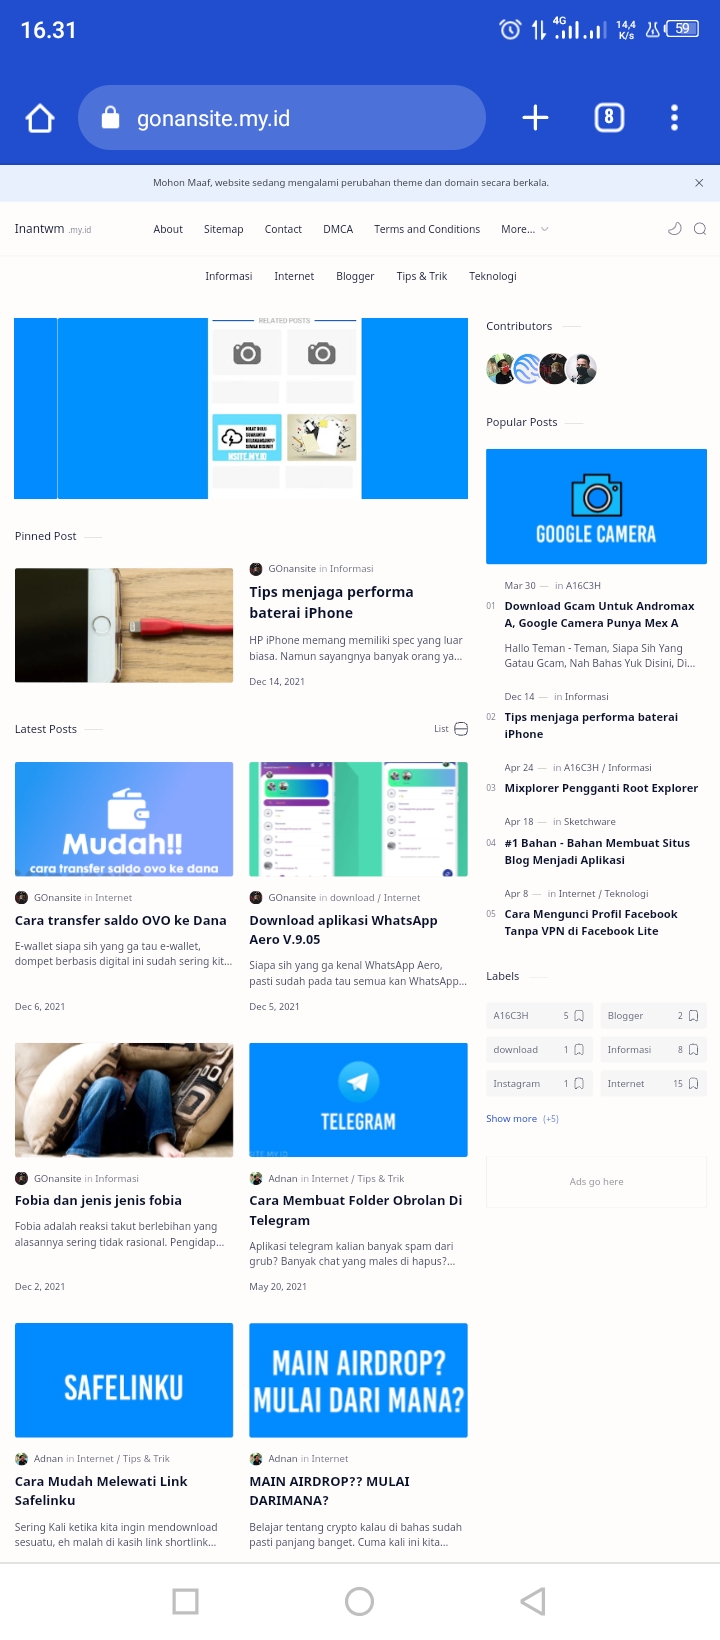 16.31
4G
14,4
K/s
59
gonansite.my.id
8
Mohon Maaf, website sedang mengalami perubahan theme dan domain secara berkala.
Inantwm .my.id
About
Sitemap
Contact
DMCA
Terms and Conditions
More...
Informasi
Internet
Blogger
Tips & Trik
Teknologi
RELATED POSTS
NSITE.MY.ID
Pinned Post
GOnansite in Informasi
Tips menjaga performa
baterai iPhone
HP iPhone memang memiliki spec yang luar
biasa. Namun sayangnya banyak orang ya...
Dec 14, 2021
Latest Posts
List
Mudah!!
cara transfer saldo ovo ke dana
GOnansite in Internet
Cara transfer saldo OVO ke Dana
E-wallet siapa sih yang ga tau e-wallet,
dompet berbasis digital ini sudah sering kit...
Dec 6, 2021
GOnansite in download / Internet
Download aplikasi WhatsApp
Aero V.9.05
Siapa sih yang ga kenal WhatsApp Aero,
pasti sudah pada tau semua kan WhatsApp...
Dec 5, 2021
GOnansite in Informasi
Fobia dan jenis jenis fobia
Fobia adalah reaksi takut berlebihan yang
alasannya sering tidak rasional. Pengidap...
Dec 2, 2021
TELEGRAM
SITE.MY.ID
Adnan in Internet / Tips & Trik
Cara Membuat Folder Obrolan Di
Telegram
Aplikasi telegram kalian banyak spam dari
grub? Banyak chat yang males di hapus?...
May 20, 2021
SAFELINKU
Adnan in Internet / Tips & Trik
Cara Mudah Melewati Link
Safelinku
Sering Kali ketika kita ingin mendownload
sesuatu, eh malah di kasih link shortlink...
MAIN AIRDROP?
MULAI DARI MANA?
Adnan in Internet
MAIN AIRDROP?? MULAI
DARIMANA?
Belajar tentang crypto kalau di bahas sudah
pasti panjang banget. Cuma kali ini kita...
Contributors
Popular Posts
GOOGLE CAMERA
Mar 30 — in A16C3H
01 Download Gcam Untuk Andromax
A, Google Camera Punya Mex A
Hallo Teman - Teman, Siapa Sih Yang
Gatau Gcam, Nah Bahas Yuk Disini, Di...
Dec 14 — in Informasi
02 Tips menjaga performa baterai
iPhone
Apr 24 — in A16C3H / Informasi
03 Mixplorer Pengganti Root Explorer
Apr 18 — in Sketchware
04 #1 Bahan - Bahan Membuat Situs
Blog Menjadi Aplikasi
Apr 8 — in Internet / Teknologi
05 Cara Mengunci Profil Facebook
Tanpa VPN di Facebook Lite
Labels
A16C3H 5
Blogger 2
download 1
Informasi 8
Instagram 1
Internet 15
Show more (+5)
Ads go here